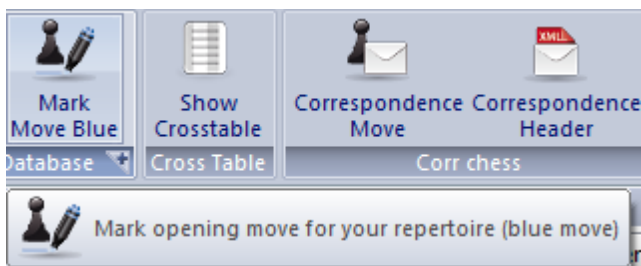 XML
Mark
Move Blue
Show
Crosstable
Correspondence
Move
Correspondence
Header
Database
Cross Table
Corr chess
Mark opening move for your repertoire (blue move)